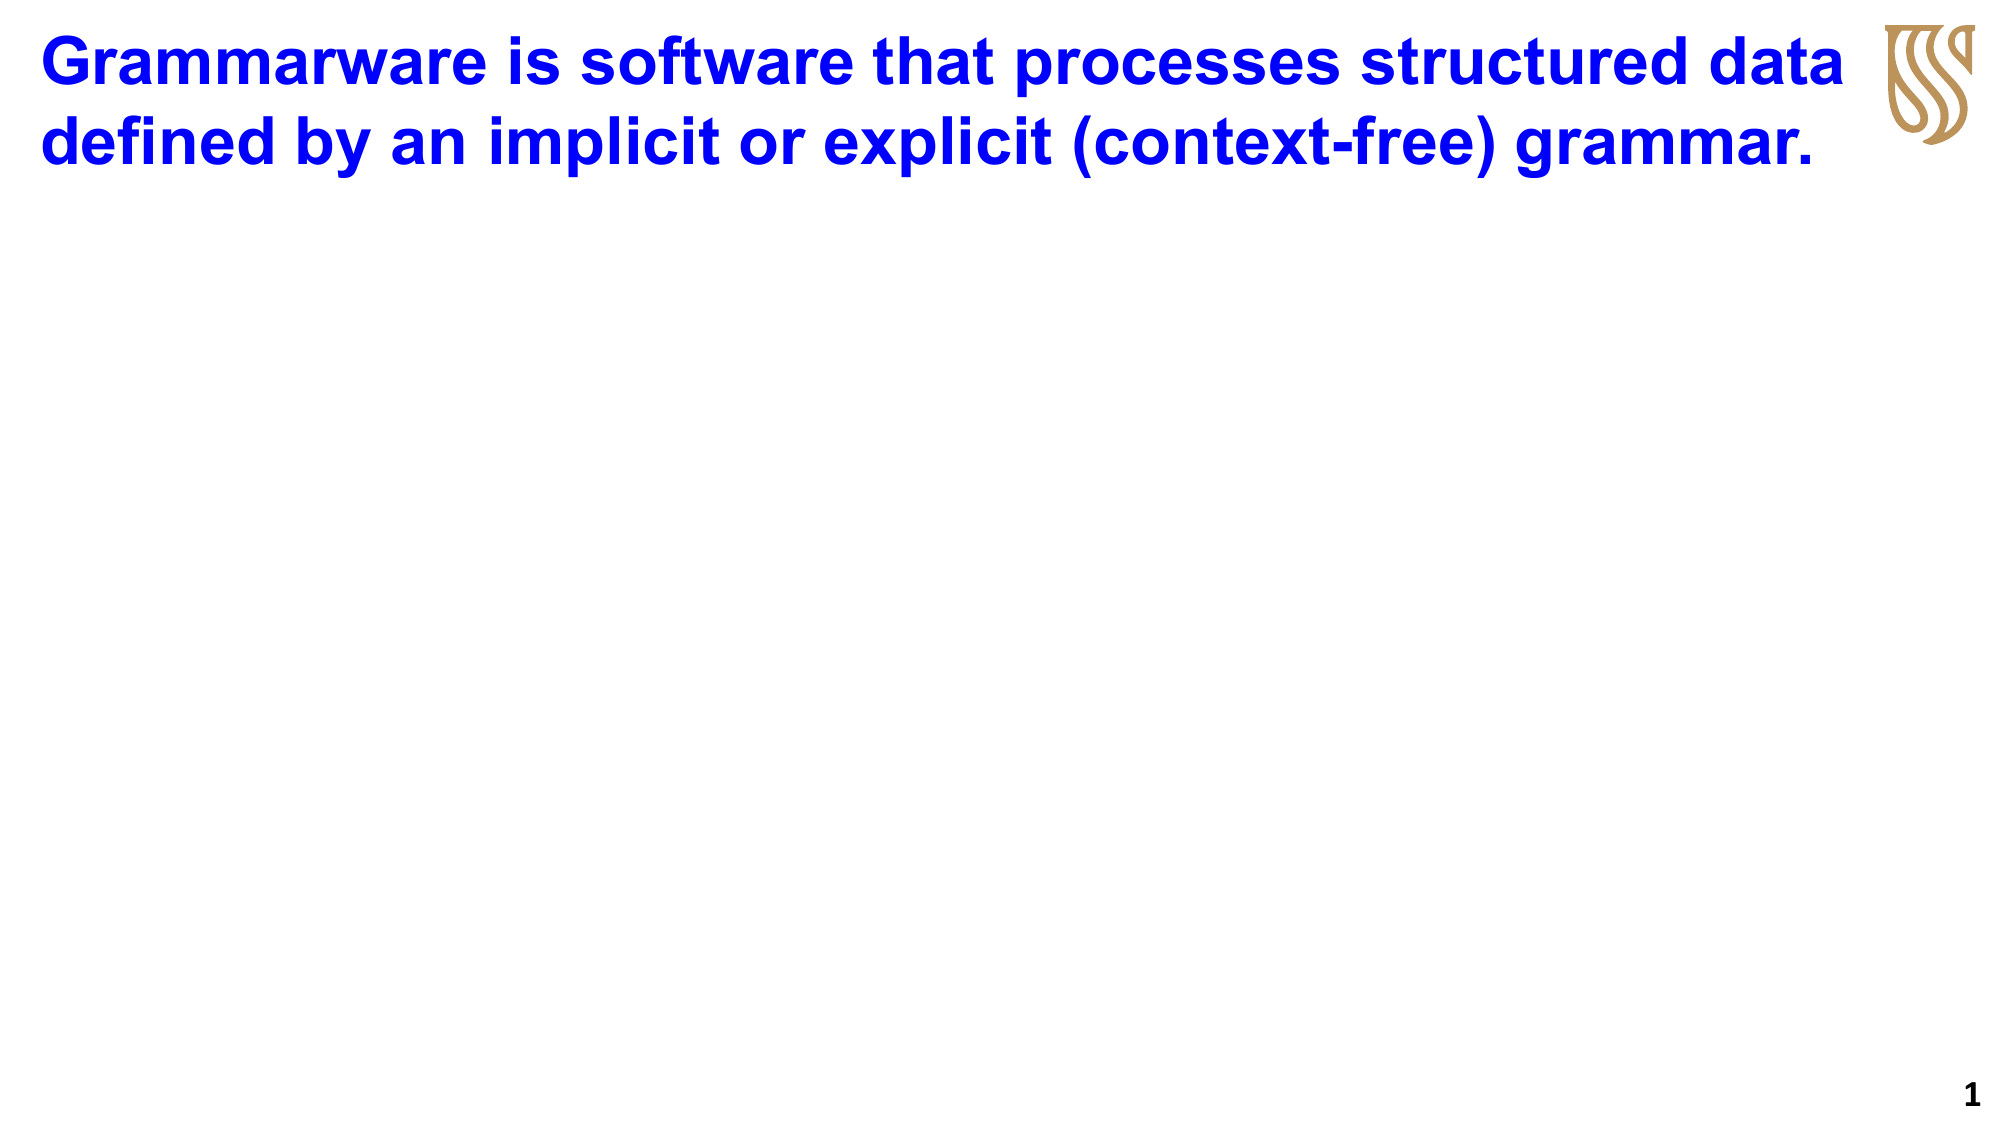 Grammarware is software that processes structured data
defined by an implicit or explicit (context-free) grammar.
1